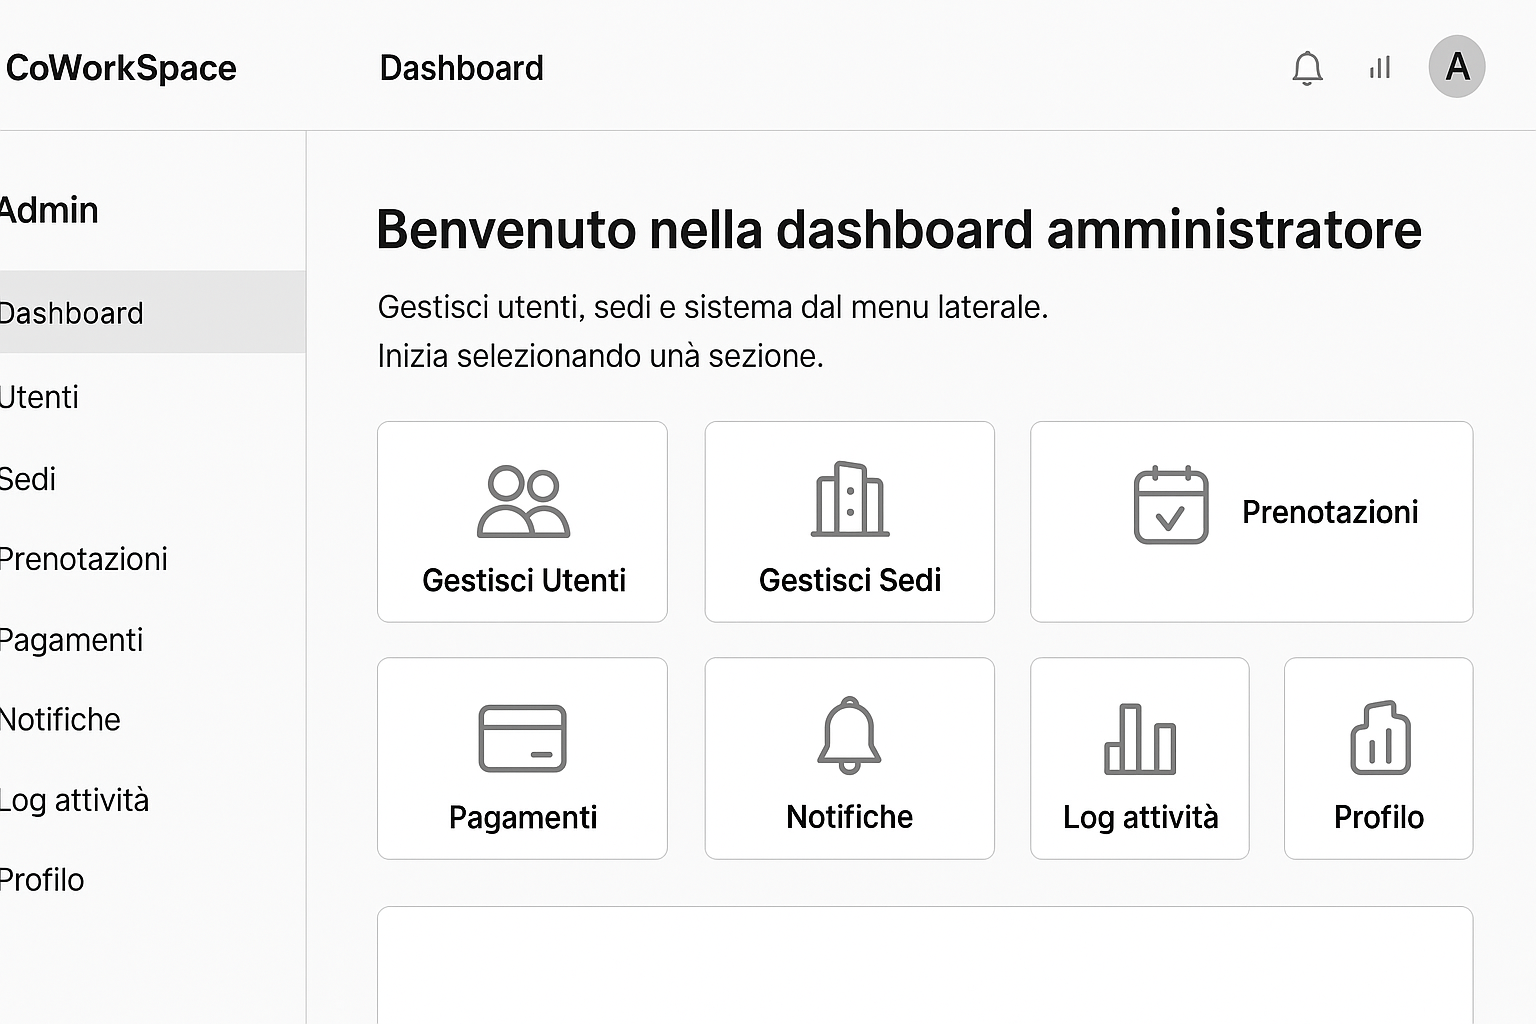 CoWorkSpace
Dashboard
A
Admin
Dashboard
Utenti
Sedi
Prenotazioni
Pagamenti
Notifiche
Log attività
Profilo
Benvenuto nella dashboard amministratore
Gestisci utenti, sedi e sistema dal menu laterale.
Inizia selezionando unà sezione.
Gestisci Utenti
Gestisci Sedi
Prenotazioni
Pagamenti
Notifiche
Log attività
Profilo